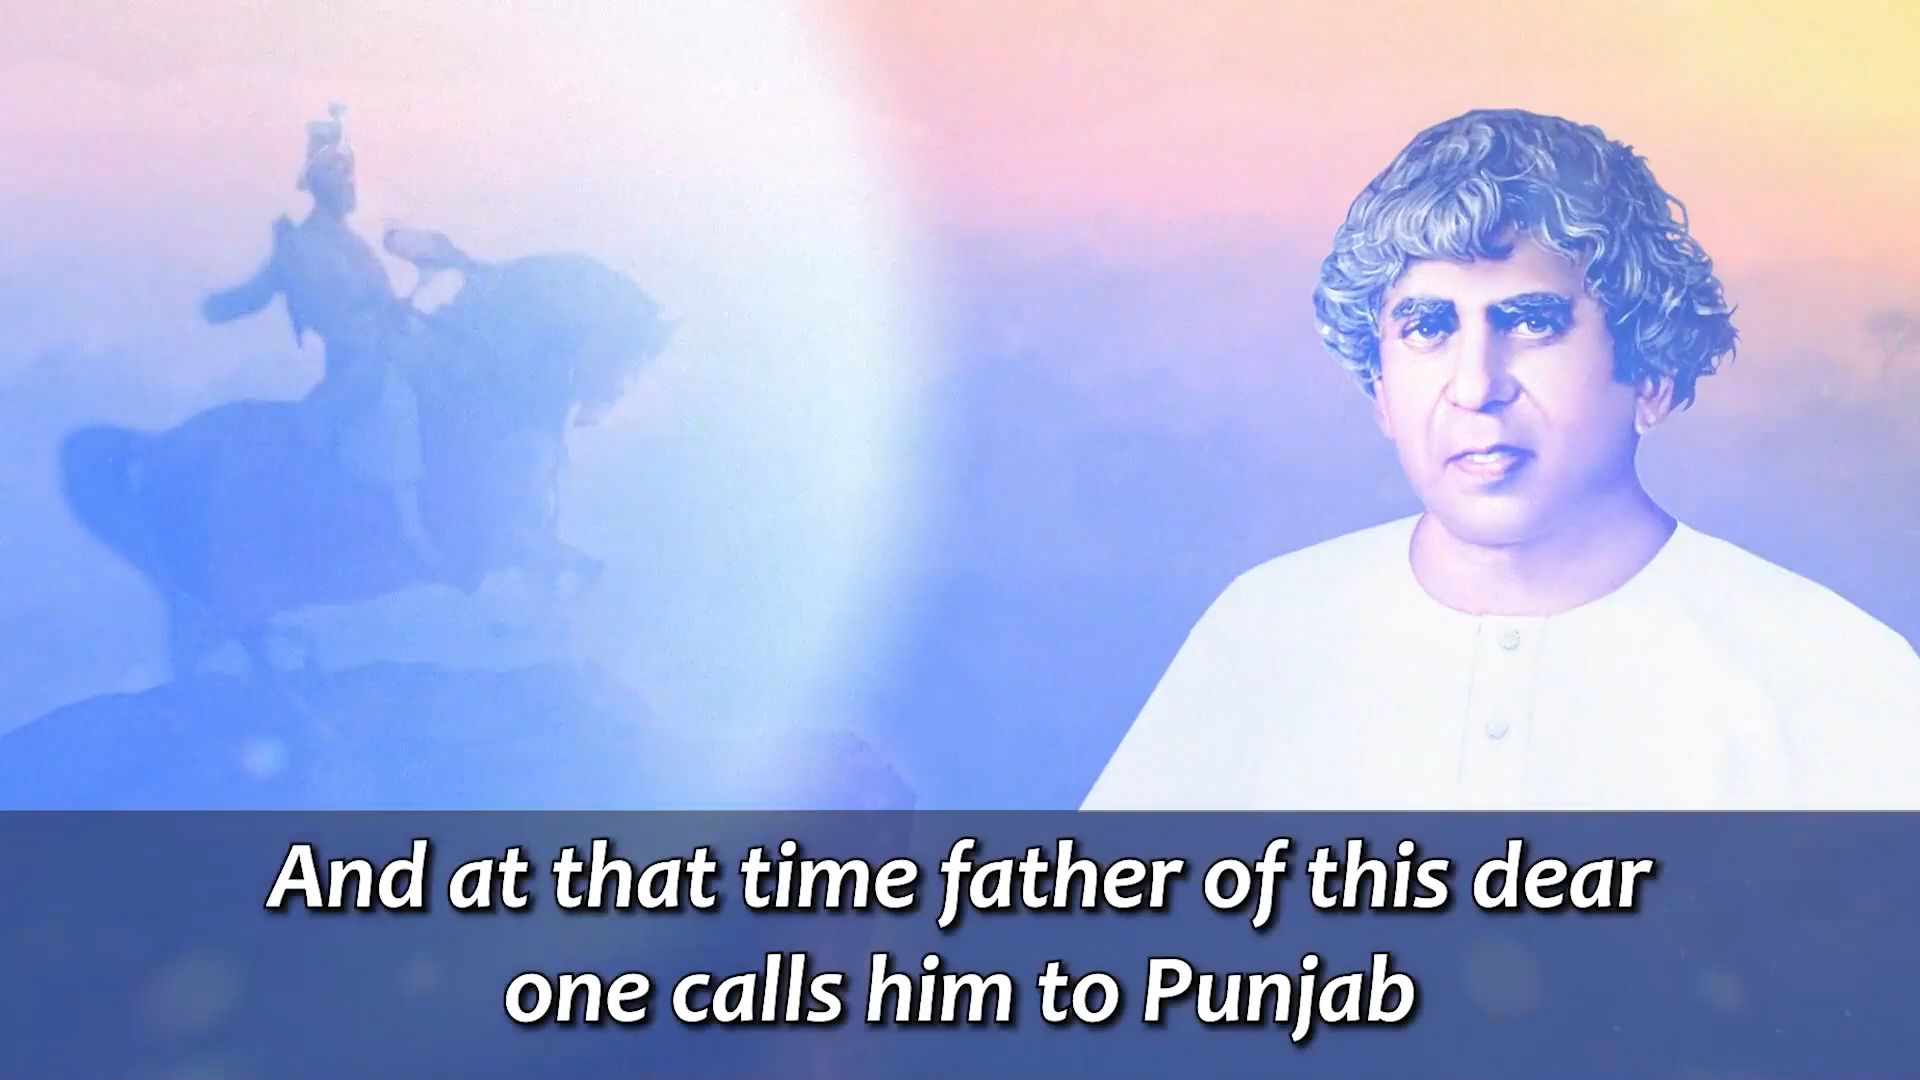 And at that time father of this dear
one calls him to Punjab